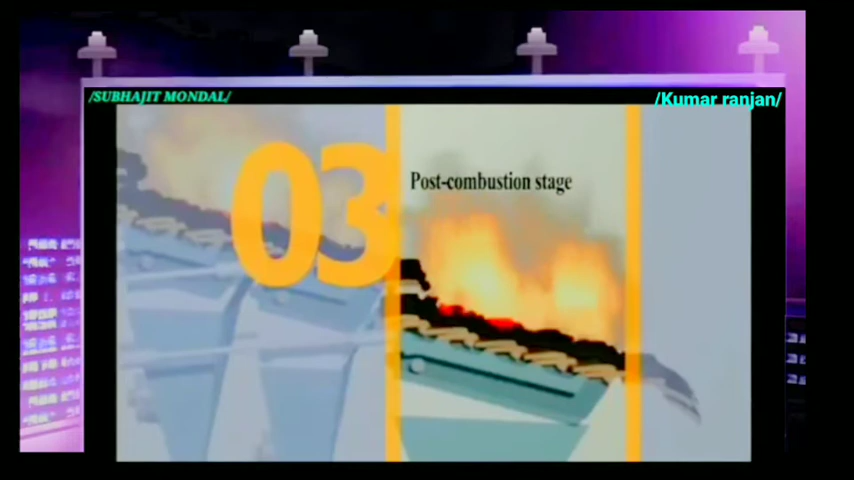 /SUBHAJIT MONDAL/
/Kumar ranjan/
03
Post-combustion stage